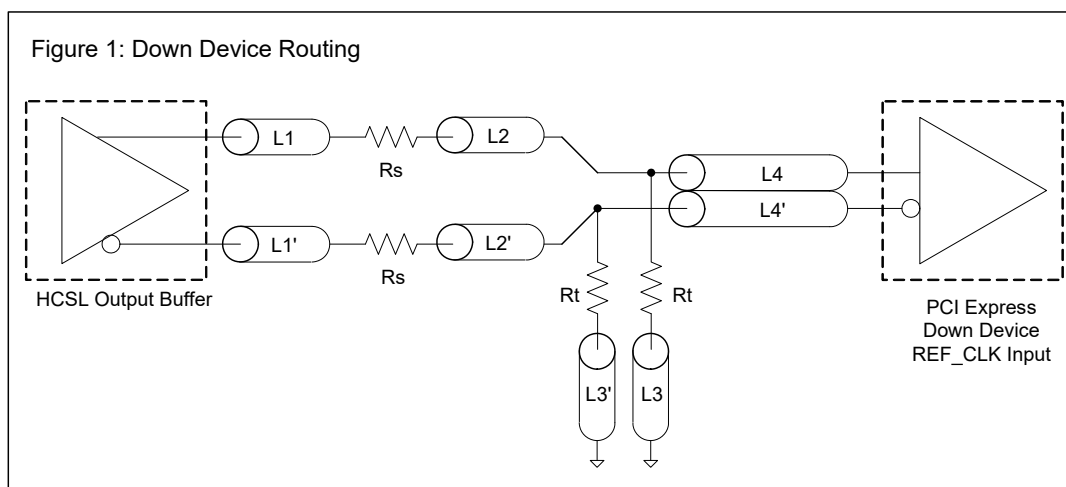 Figure 1: Down Device Routing
L1
Rs
L2
L4
L4'
L1'
Rs
L2'
HCSL Output Buffer
Rt
Rt
L3'
L3
PCI Express
Down Device
REF_CLK Input